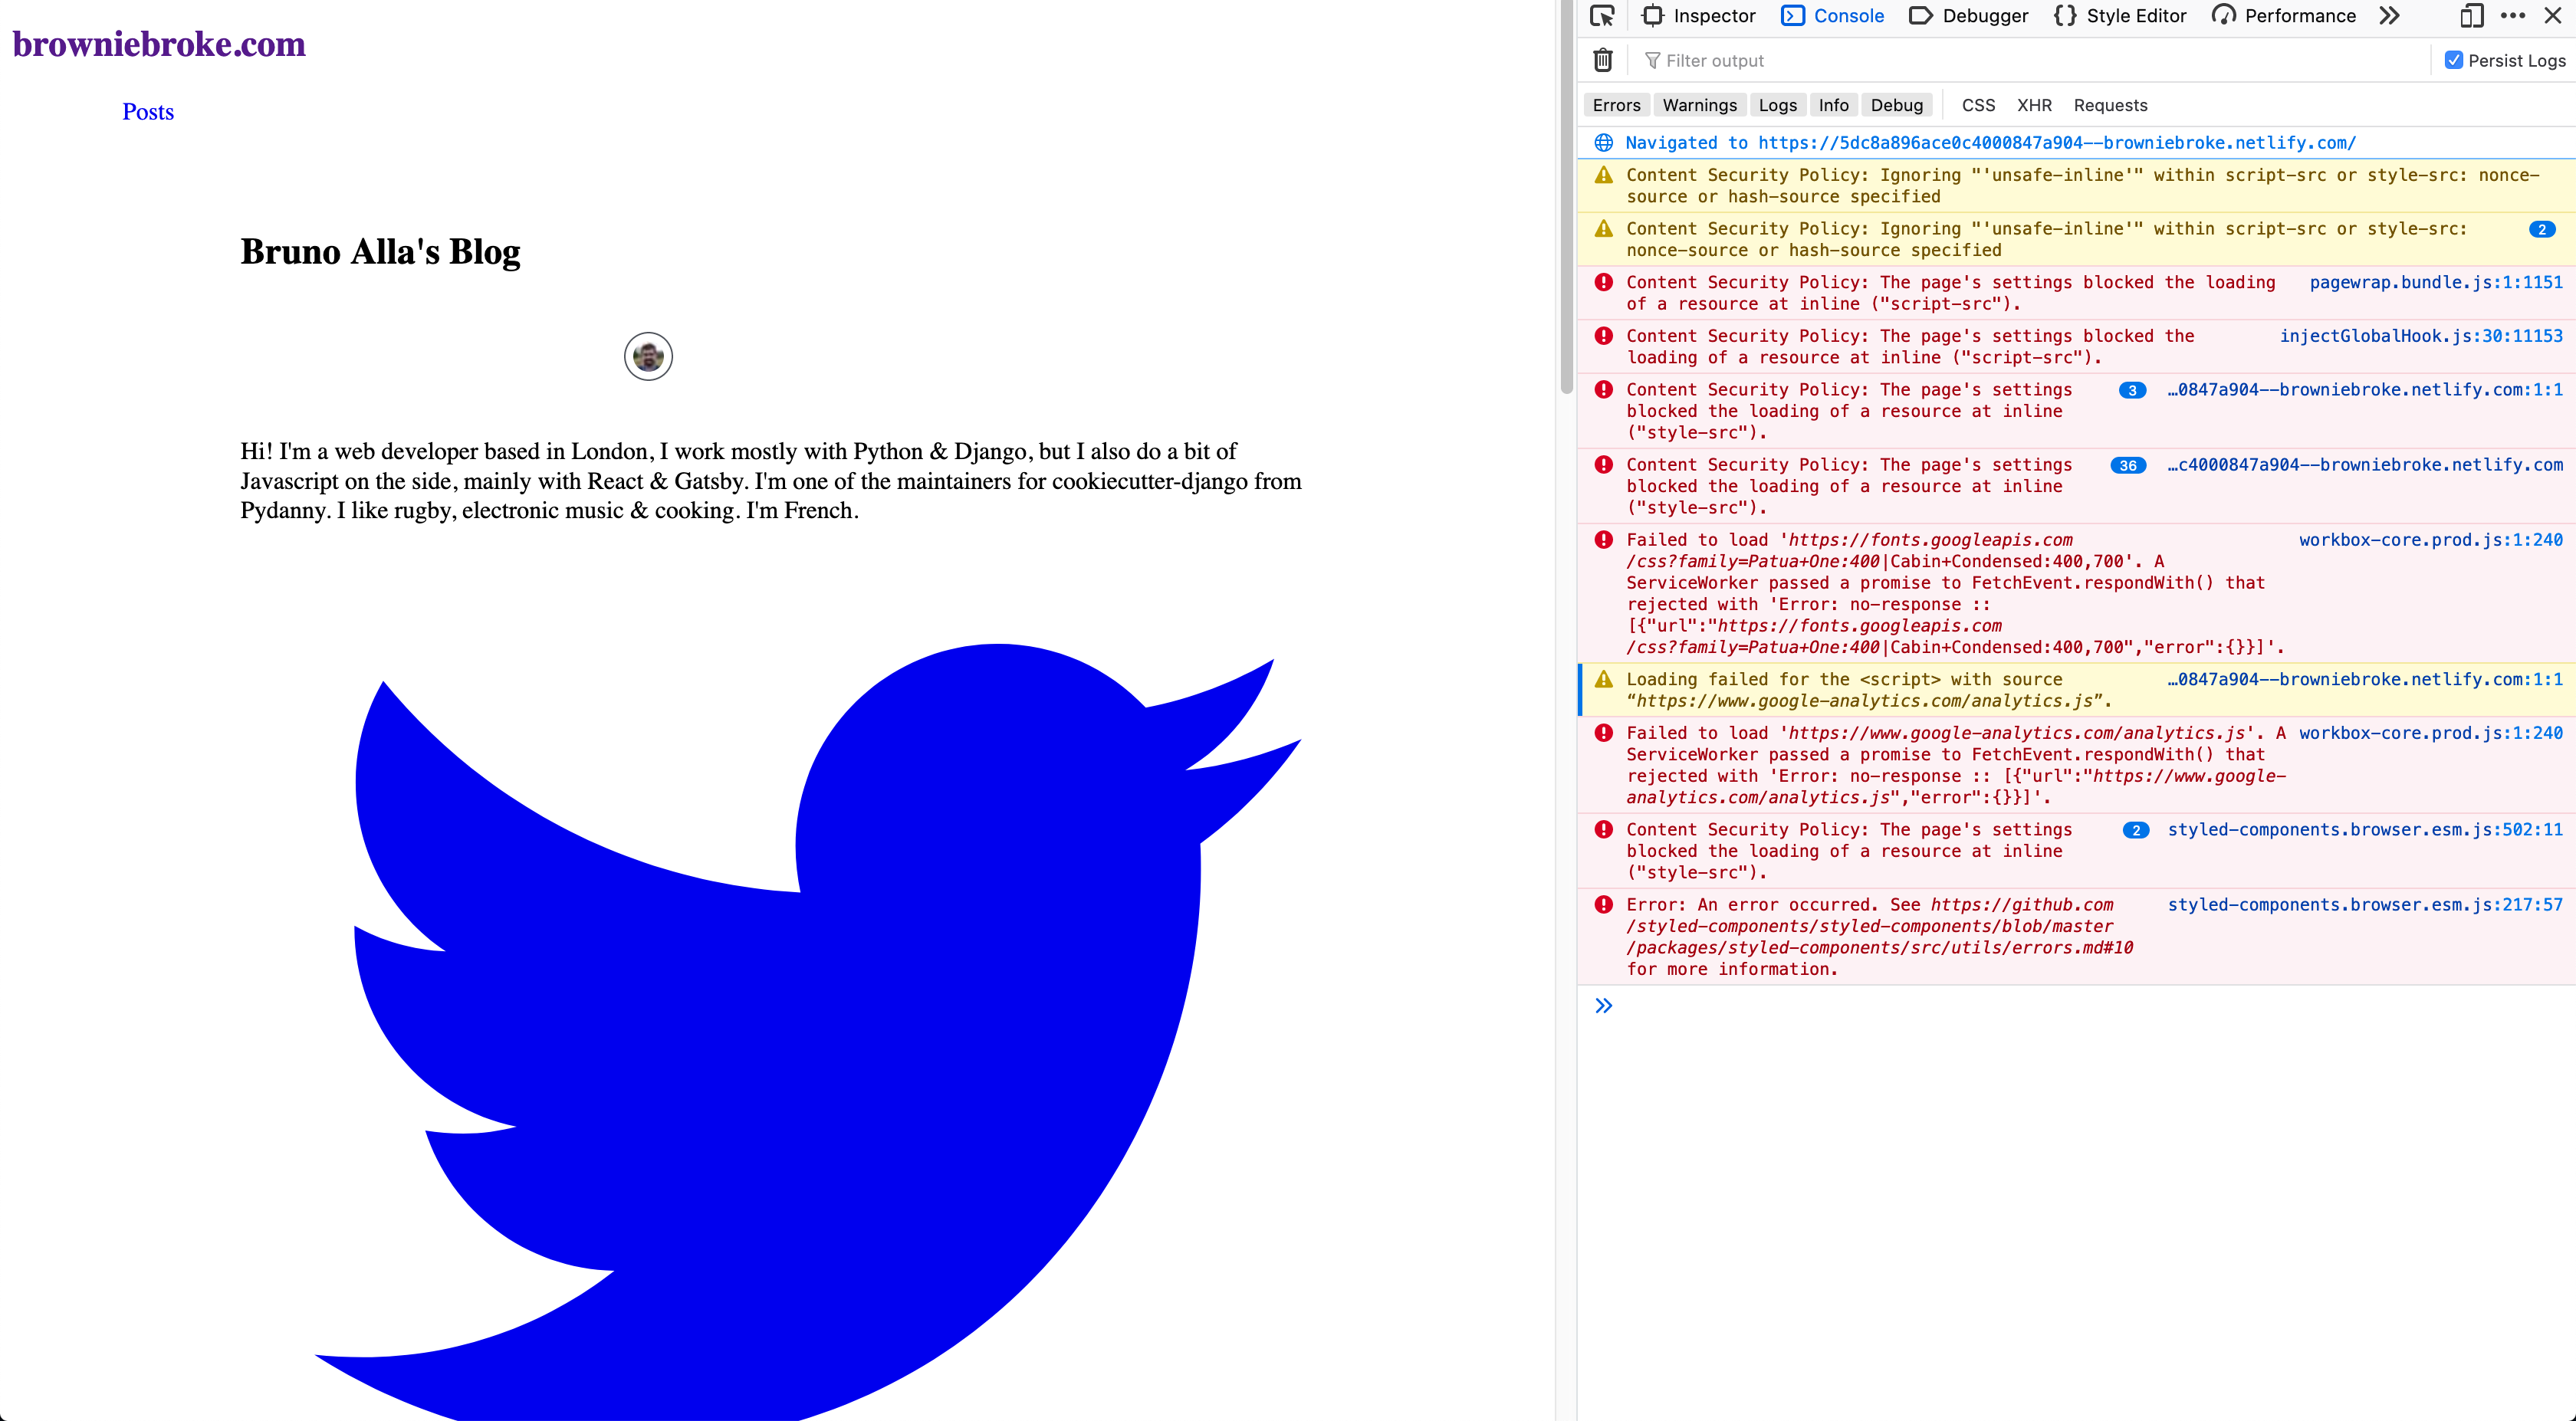 browniebroke.com
Posts
Bruno Alla's Blog
Hi! I'm a web developer based in London, I work mostly with Python & Django, but I also do a bit of
Javascript on the side, mainly with React & Gatsby. I'm one of the maintainers for cookiecutter-django from
Pydanny. I like rugby, electronic music & cooking. I'm French.
Inspector Console Debugger Style Editor Performance
Filter output Persist Logs
Errors Warnings Logs Info Debug CSS XHR Requests
Navigated to https://5dc8a896ace0c4000847a904--browniebroke.netlify.com/
Content Security Policy: Ignoring "'unsafe-inline'" within script-src or style-src: nonce-
source or hash-source specified
Content Security Policy: Ignoring "'unsafe-inline'" within script-src or style-src: 2
nonce-source or hash-source specified
Content Security Policy: The page's settings blocked the loading pagewrap.bundle.js:1:1151
of a resource at inline ("script-src").
Content Security Policy: The page's settings blocked the injectGlobalHook.js:30:11153
loading of a resource at inline ("script-src").
Content Security Policy: The page's settings 3 …0847a904--browniebroke.netlify.com:1:1
blocked the loading of a resource at inline
("style-src").
Content Security Policy: The page's settings 36 …c4000847a904--browniebroke.netlify.com
blocked the loading of a resource at inline
("style-src").
Failed to load 'https://fonts.googleapis.com workbox-core.prod.js:1:240
/css?family=Patua+One:400|Cabin+Condensed:400,700'. A
ServiceWorker passed a promise to FetchEvent.respondWith() that
rejected with 'Error: no-response ::
[{"url":"https://fonts.googleapis.com
/css?family=Patua+One:400|Cabin+Condensed:400,700","error":{}}]'.
Loading failed for the <script> with source …0847a904--browniebroke.netlify.com:1:1
“https://www.google-analytics.com/analytics.js”.
Failed to load 'https://www.google-analytics.com/analytics.js'. A workbox-core.prod.js:1:240
ServiceWorker passed a promise to FetchEvent.respondWith() that
rejected with 'Error: no-response :: [{"url":"https://www.google-
analytics.com/analytics.js","error":{}}]'.
Content Security Policy: The page's settings 2 styled-components.browser.esm.js:502:11
blocked the loading of a resource at inline
("style-src").
Error: An error occurred. See https://github.com styled-components.browser.esm.js:217:57
/styled-components/styled-components/blob/master
/packages/styled-components/src/utils/errors.md#10
for more information.